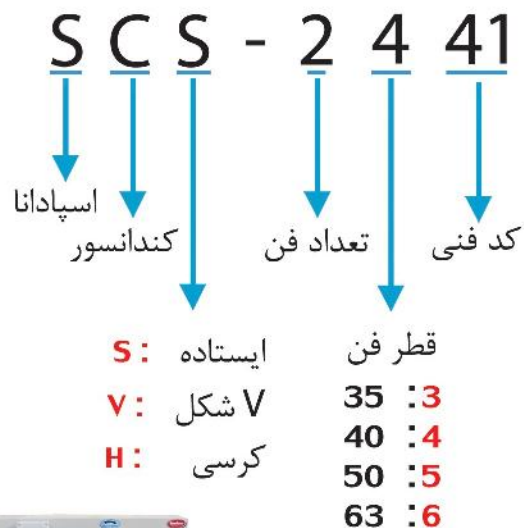 S C S - 2 4 41
اسپادانا
کندانسور
تعداد فن
کد فنی
ایستاده : S
V شکل : V
کرسی : H
قطر فن
3: 35
4: 40
5: 50
6: 63